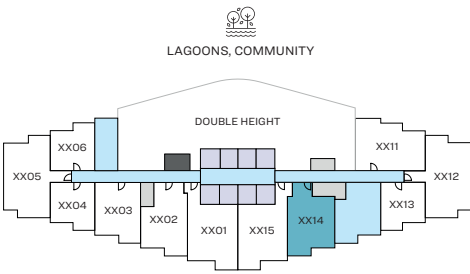 LAGOONS, COMMUNITY
DOUBLE HEIGHT
XX06
XX11
XX05
XX12
XX04
XX03
XX02
XX01
XX15
XX14
XX13